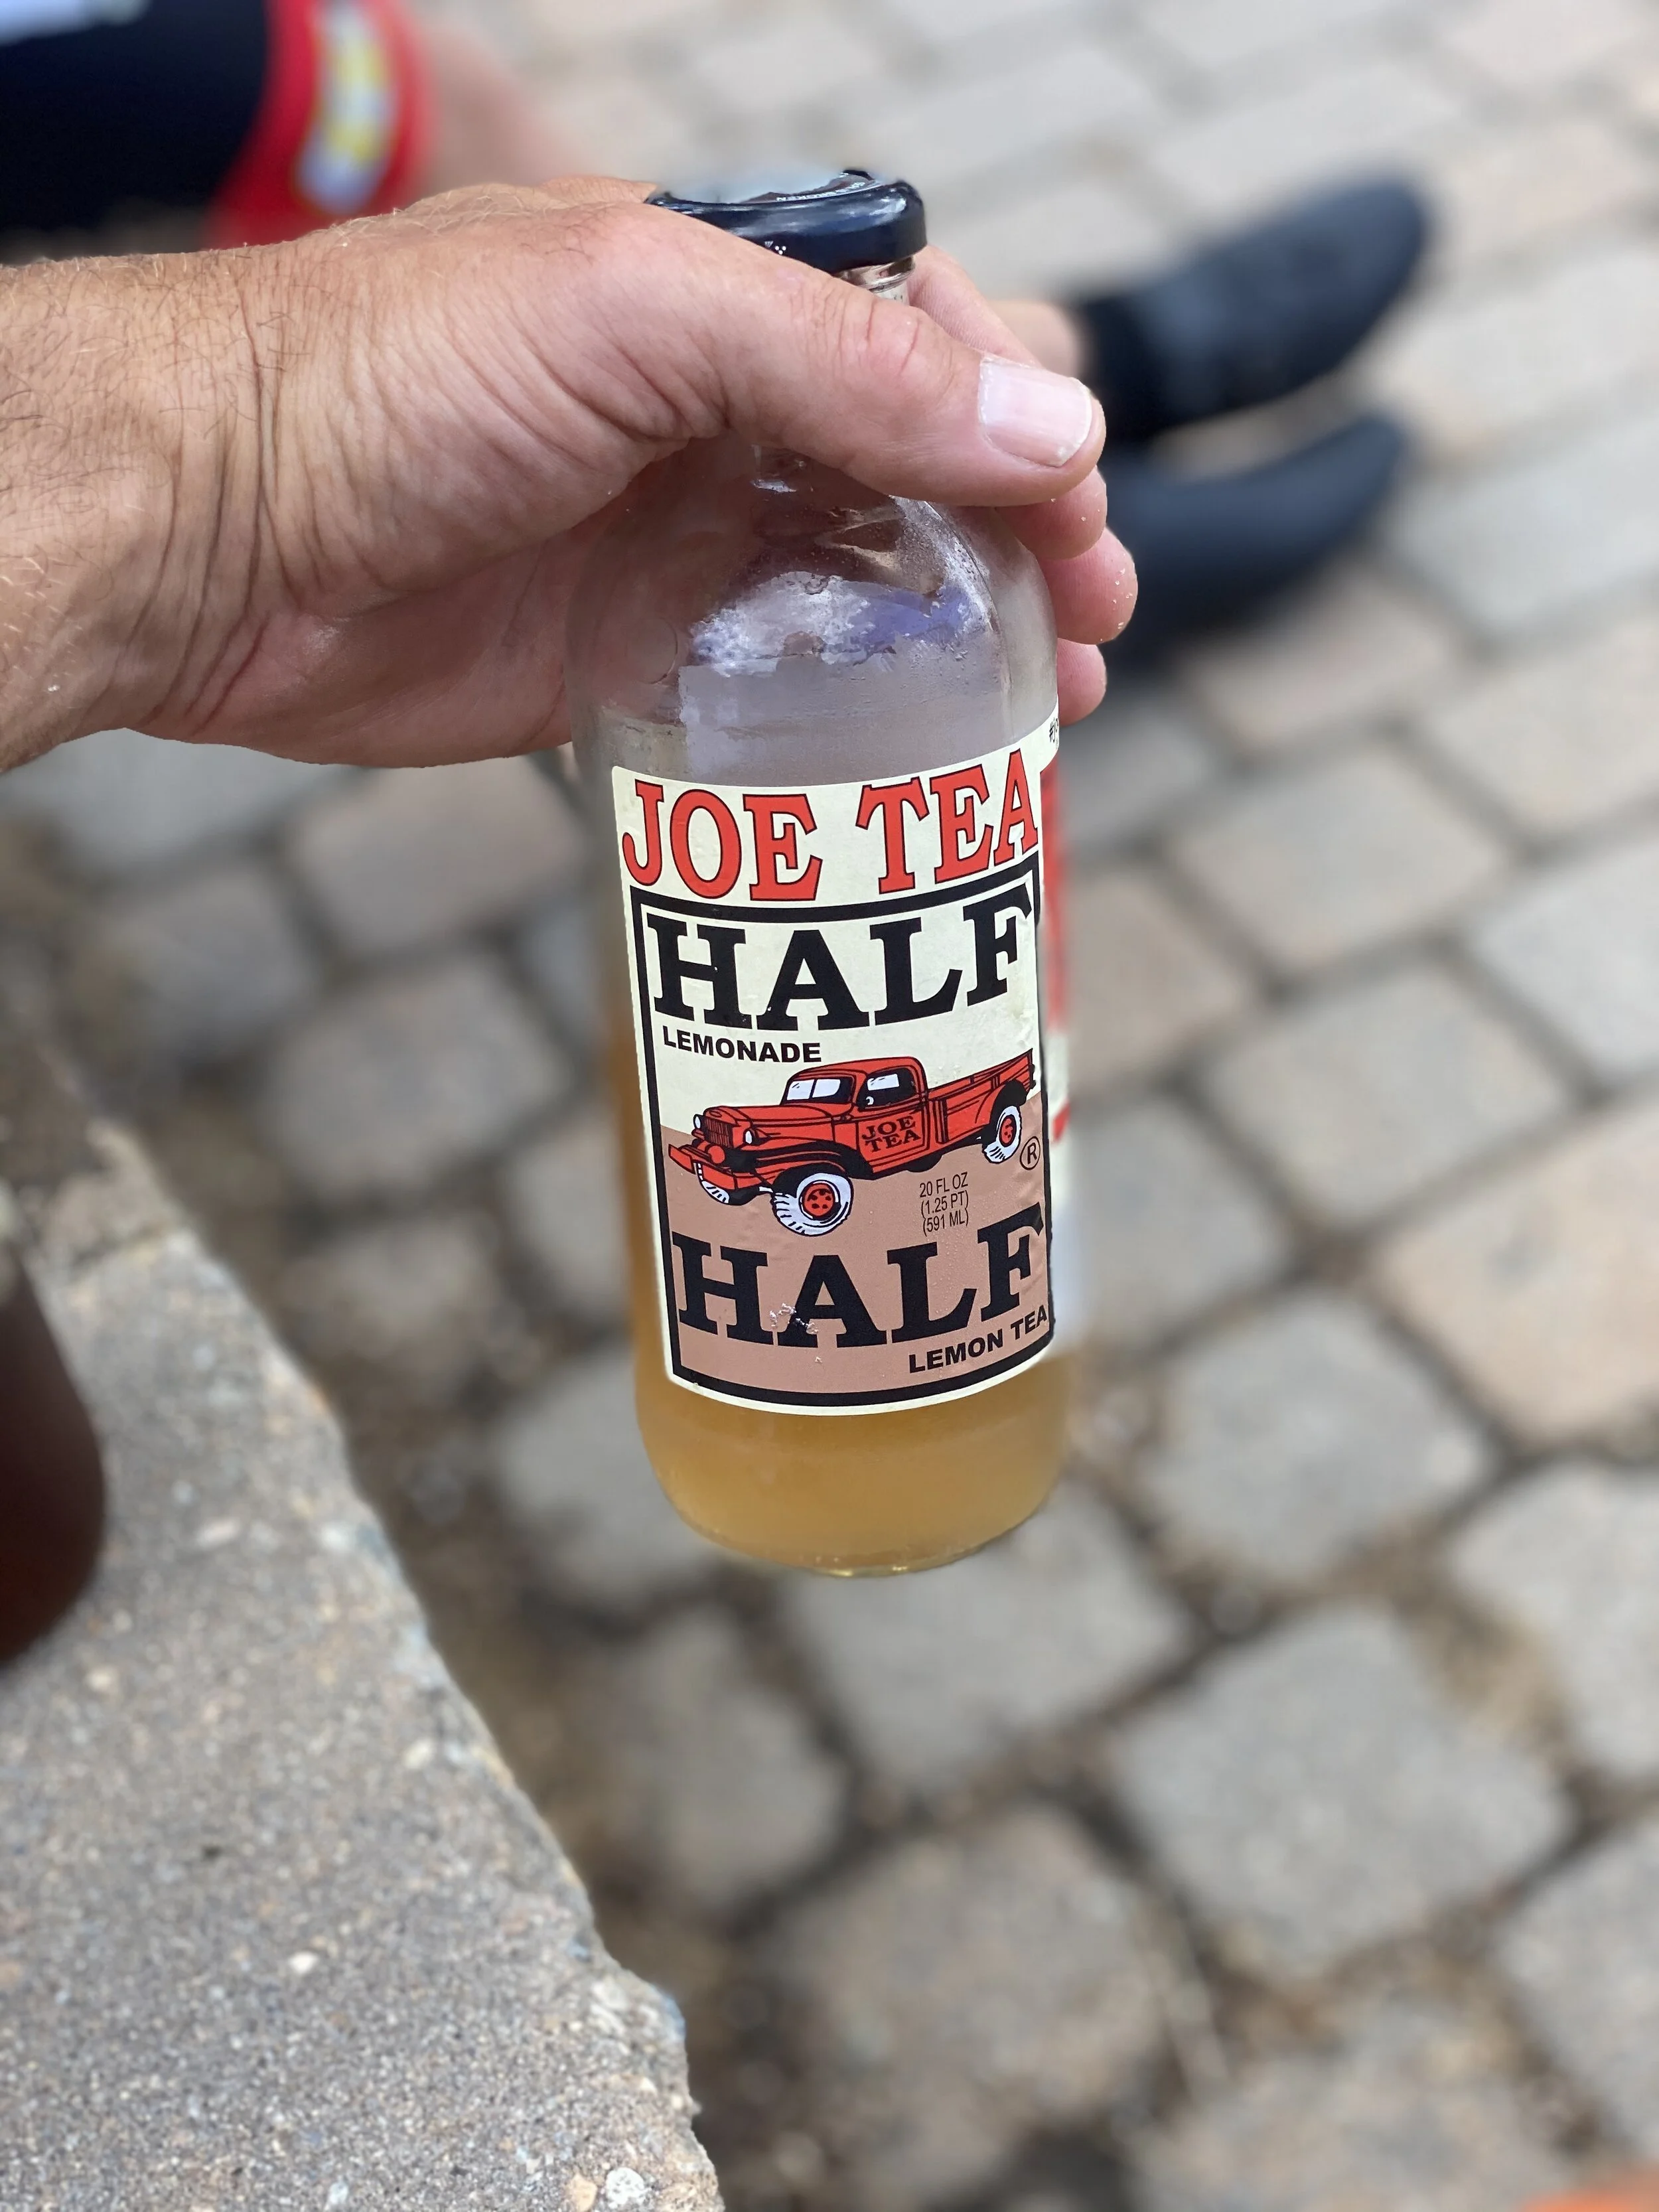 JOE TEA
HALF
LEMONADE
JOE
TEA
®
20 FL OZ
(1.25 PT)
(591 ML)
HALF
LEMON TEA